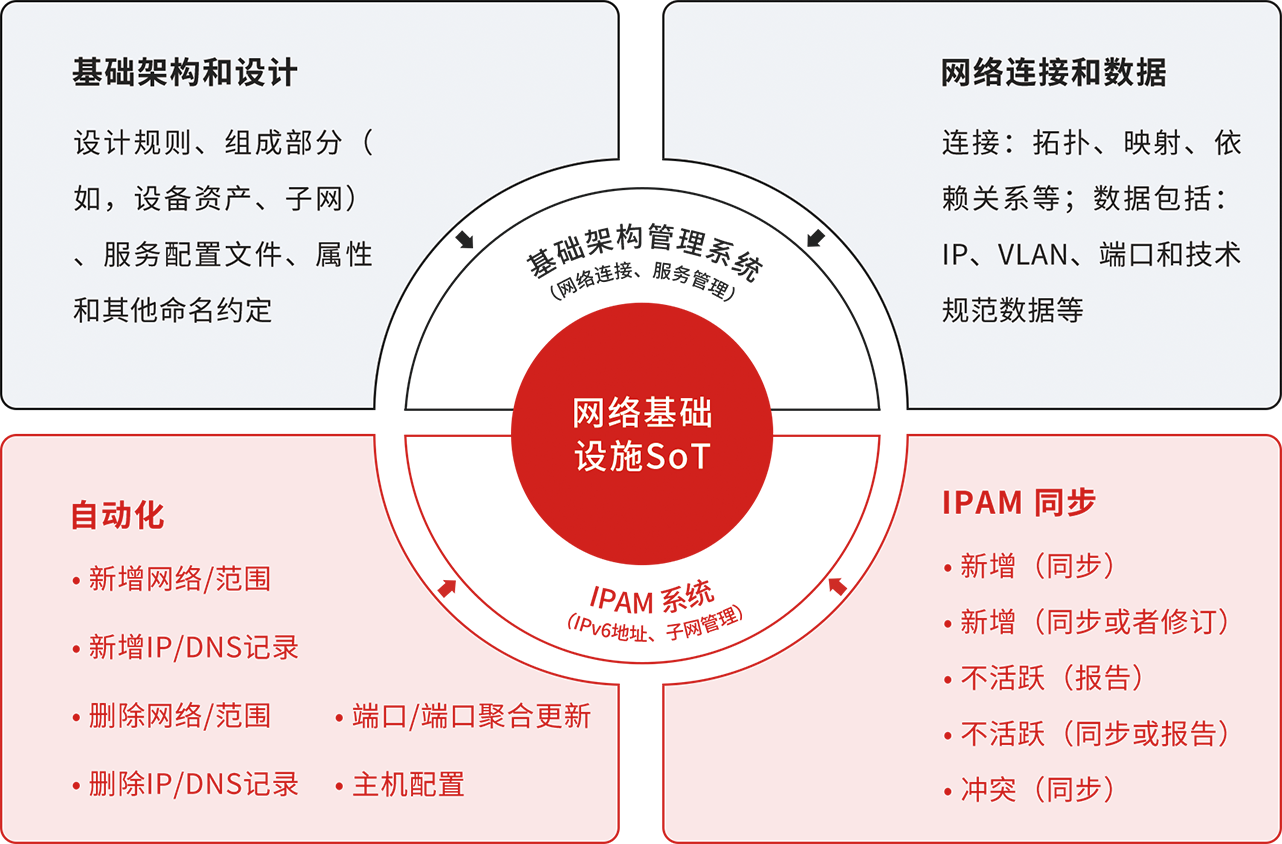 基础架构和设计
设计规则、组成部分（
如，设备资产、子网）
、服务配置文件、属性
和其他命名约定
网络连接和数据
连接：拓扑、映射、依
赖关系等；数据包括：
IP、VLAN、端口和技术
规范数据等
基础架构管理系统
（网络连接、服务管理）
网络基础
设施SoT
IPAM 系统
（IPv6地址、子网管理）
自动化
• 新增网络/范围
• 新增IP/DNS记录
• 删除网络/范围
• 删除IP/DNS记录
• 端口/端口聚合更新
• 主机配置
IPAM 同步
• 新增（同步）
• 新增（同步或者修订）
• 不活跃（报告）
• 不活跃（同步或报告）
• 冲突（同步）